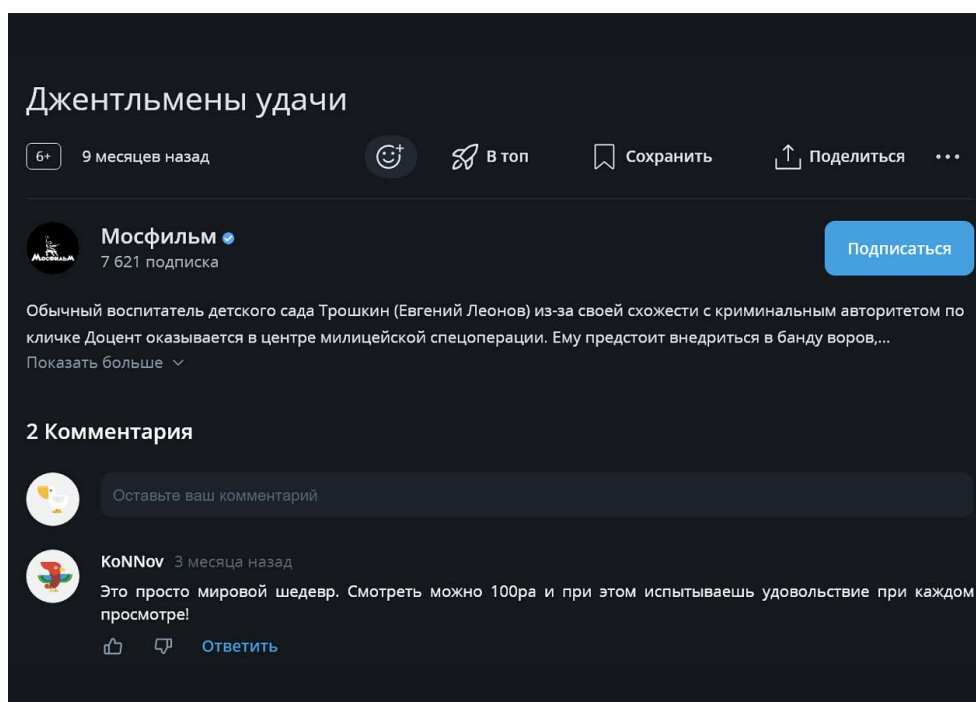 Джентльмены удачи
6+ 9 месяцев назад В топ Сохранить Поделиться
Мосфильм
МОСФИЛЬМ
7 621 подписка
Подписаться
Обычный воспитатель детского сада Трошкин (Евгений Леонов) из-за своей схожести с криминальным авторитетом по
кличке Доцент оказывается в центре милицейской спецоперации. Ему предстоит внедриться в банду воров,...
Показать больше
2 Комментария
Оставьте ваш комментарий
KoNNov 3 месяца назад
Это просто мировой шедевр. Смотреть можно 100ра и при этом испытываешь удовольствие при каждом
просмотре!
Ответить